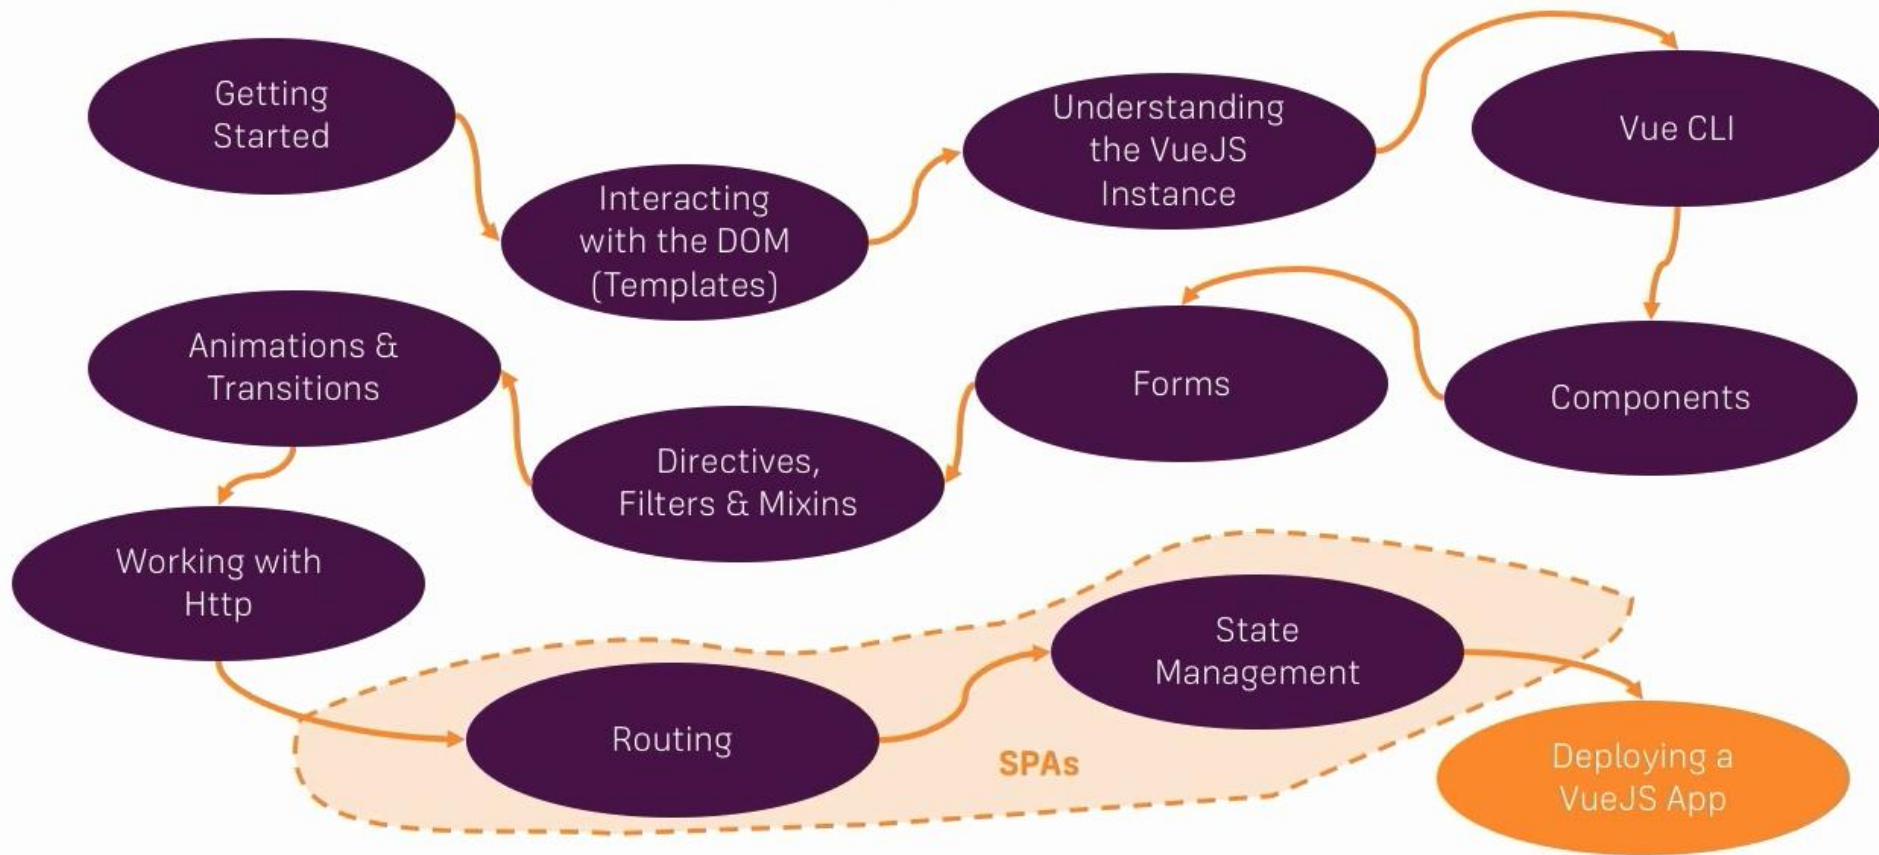 Getting
Started
Interacting
with the DOM
(Templates)
Understanding
the VueJS
Instance
Vue CLI
Components
Forms
Directives,
Filters & Mixins
Animations &
Transitions
Working with
Http
Routing
State
Management
SPAs
Deploying a
VueJS App